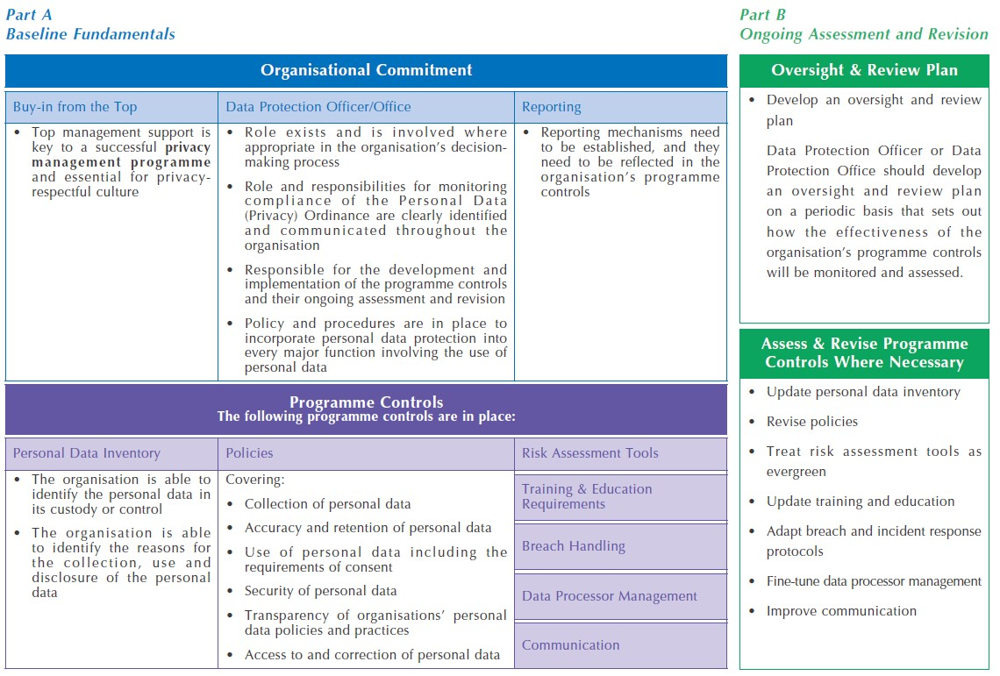 Part A
Baseline Fundamentals
Organisational Commitment
Buy-in from the Top
• Top management support is
key to a successful privacy
management programme
and essential for privacy-
respectful culture
Data Protection Officer/Office
• Role exists and is involved where
appropriate in the organisation's decision-
making process
• Role and responsibilities for monitoring
compliance of the Personal Data
(Privacy) Ordinance are clearly identified
and communicated throughout the
organisation
• Responsible for the development and
implementation of the programme controls
and their ongoing assessment and revision
• Policy and procedures are in place to
incorporate personal data protection into
every major function involving the use of
personal data
Reporting
• Reporting mechanisms need
to be established, and they
need to be reflected in the
organisation's programme
controls
Programme Controls
The following programme controls are in place:
Personal Data Inventory
• The organisation is able to
identify the personal data in
its custody or control
• The organisation is able
to identify the reasons for
the collection, use and
disclosure of the personal
data
Policies
Covering:
• Collection of personal data
• Accuracy and retention of personal data
• Use of personal data including the
requirements of consent
• Security of personal data
• Transparency of organisations' personal
data policies and practices
• Access to and correction of personal data
Risk Assessment Tools
Training & Education
Requirements
Breach Handling
Data Processor Management
Communication
Part B
Ongoing Assessment and Revision
Oversight & Review Plan
• Develop an oversight and review
plan
Data Protection Officer or Data
Protection Office should develop
an oversight and review plan
on a periodic basis that sets out
how the effectiveness of the
organisation's programme controls
will be monitored and assessed.
Assess & Revise Programme
Controls Where Necessary
• Update personal data inventory
• Revise policies
• Treat risk assessment tools as
evergreen
• Update training and education
• Adapt breach and incident response
protocols
• Fine-tune data processor management
• Improve communication